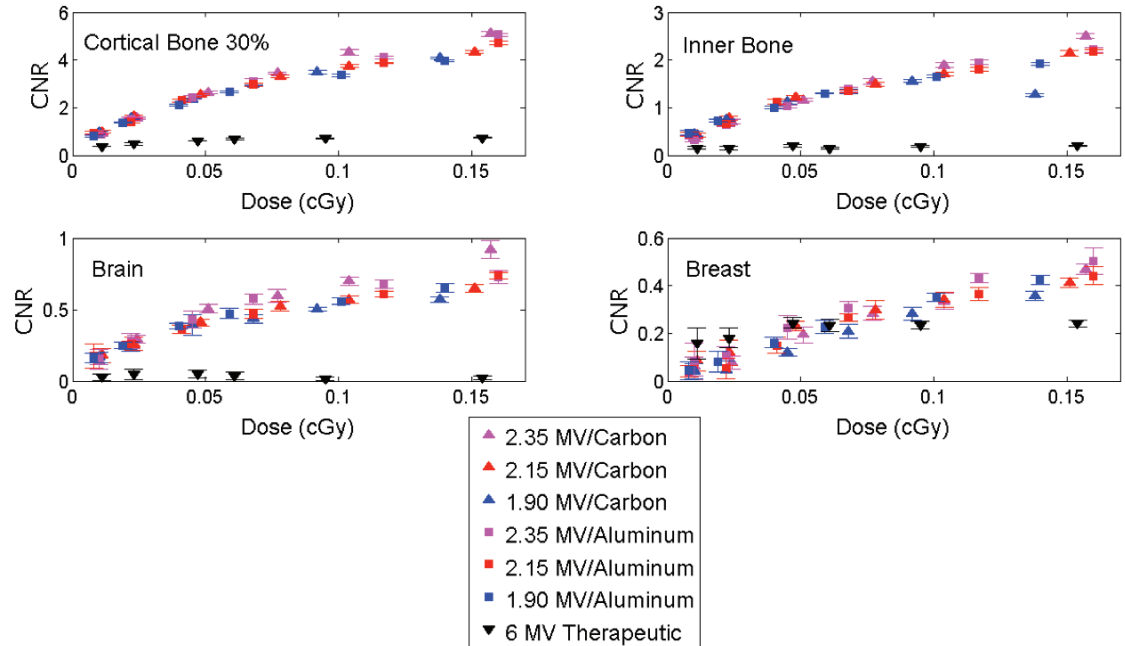 Cortical Bone 30%
CNR
6
4
2
0
0 0.05 0.1 0.15
Dose (cGy)
Inner Bone
CNR
3
2
1
0
0 0.05 0.1 0.15
Dose (cGy)
Brain
CNR
1
0.5
0
0 0.05 0.1 0.15
Dose (cGy)
Breast
CNR
0.6
0.4
0.2
0
0 0.05 0.1 0.15
Dose (cGy)
2.35 MV/Carbon
2.15 MV/Carbon
1.90 MV/Carbon
2.35 MV/Aluminum
2.15 MV/Aluminum
1.90 MV/Aluminum
6 MV Therapeutic